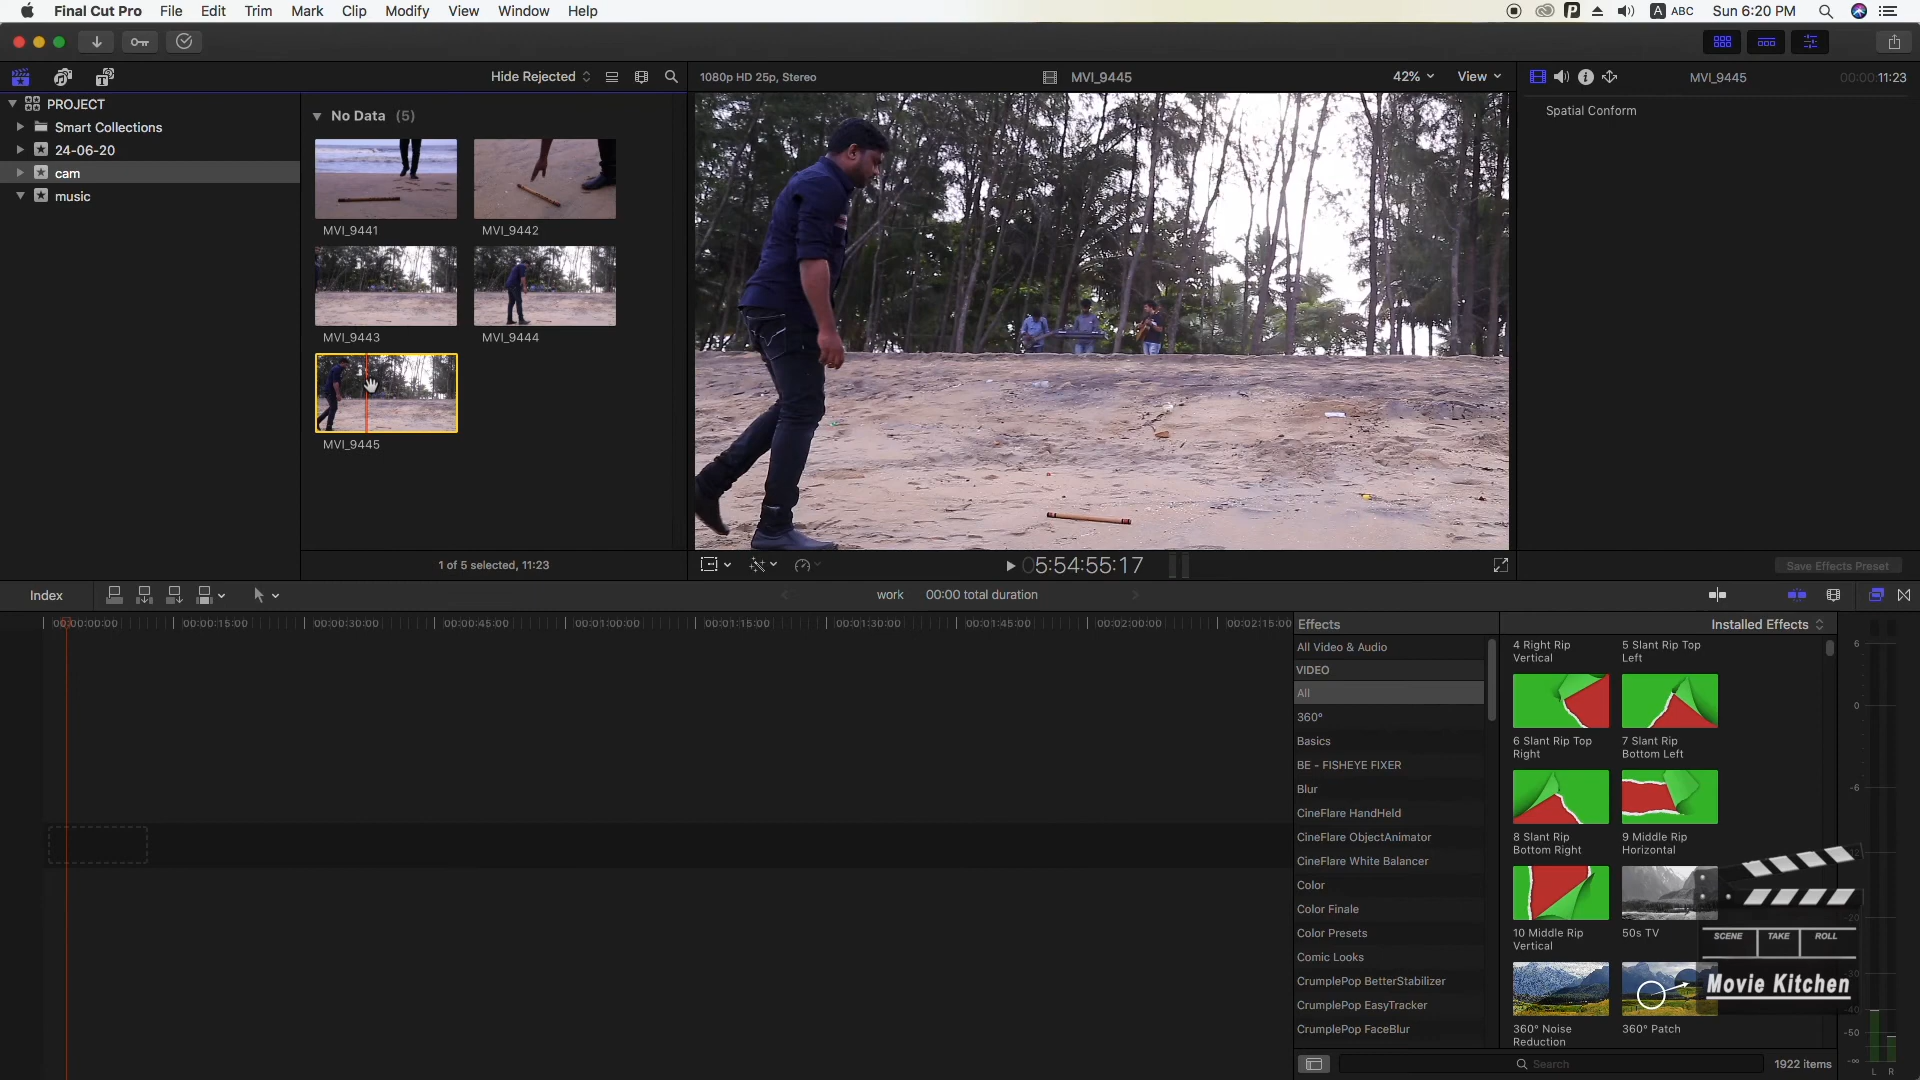 Final Cut Pro File Edit Trim Mark Clip Modify View Window Help
A ABC Sun 6:20 PM
Hide Rejected
1080p HD 25p, Stereo
MVI_9445
42%
View
MVI_9445
00:00:11:23
PROJECT
Smart Collections
24-06-20
cam
music
No Data (5)
MVI_9441
MVI_9442
MVI_9443
MVI_9444
MVI_9445
1 of 5 selected, 11:23
05:54:55:17
Spatial Conform
Save Effects Preset
Index
work
00:00 total duration
00:00:00:00
00:00:15:00
00:00:30:00
00:00:45:00
00:01:00:00
00:01:15:00
00:01:30:00
00:01:45:00
00:02:00:00
00:02:15:00
Effects
Installed Effects
All Video & Audio
VIDEO
All
360°
Basics
BE - FISHEYE FIXER
Blur
CineFlare HandHeld
CineFlare ObjectAnimator
CineFlare White Balancer
Color
Color Finale
Color Presets
Comic Looks
CrumplePop BetterStabilizer
CrumplePop EasyTracker
CrumplePop FaceBlur
4 Right Rip
Vertical
5 Slant Rip Top
Left
6 Slant Rip Top
Right
7 Slant Rip
Bottom Left
8 Slant Rip
Bottom Right
9 Middle Rip
Horizontal
10 Middle Rip
Vertical
50s TV
360° Noise
Reduction
360° Patch
Search
1922 items
SCENE TAKE ROLL
Movie Kitchen
6
0
-6
-12
-20
-30
-40
-50
-∞
L R